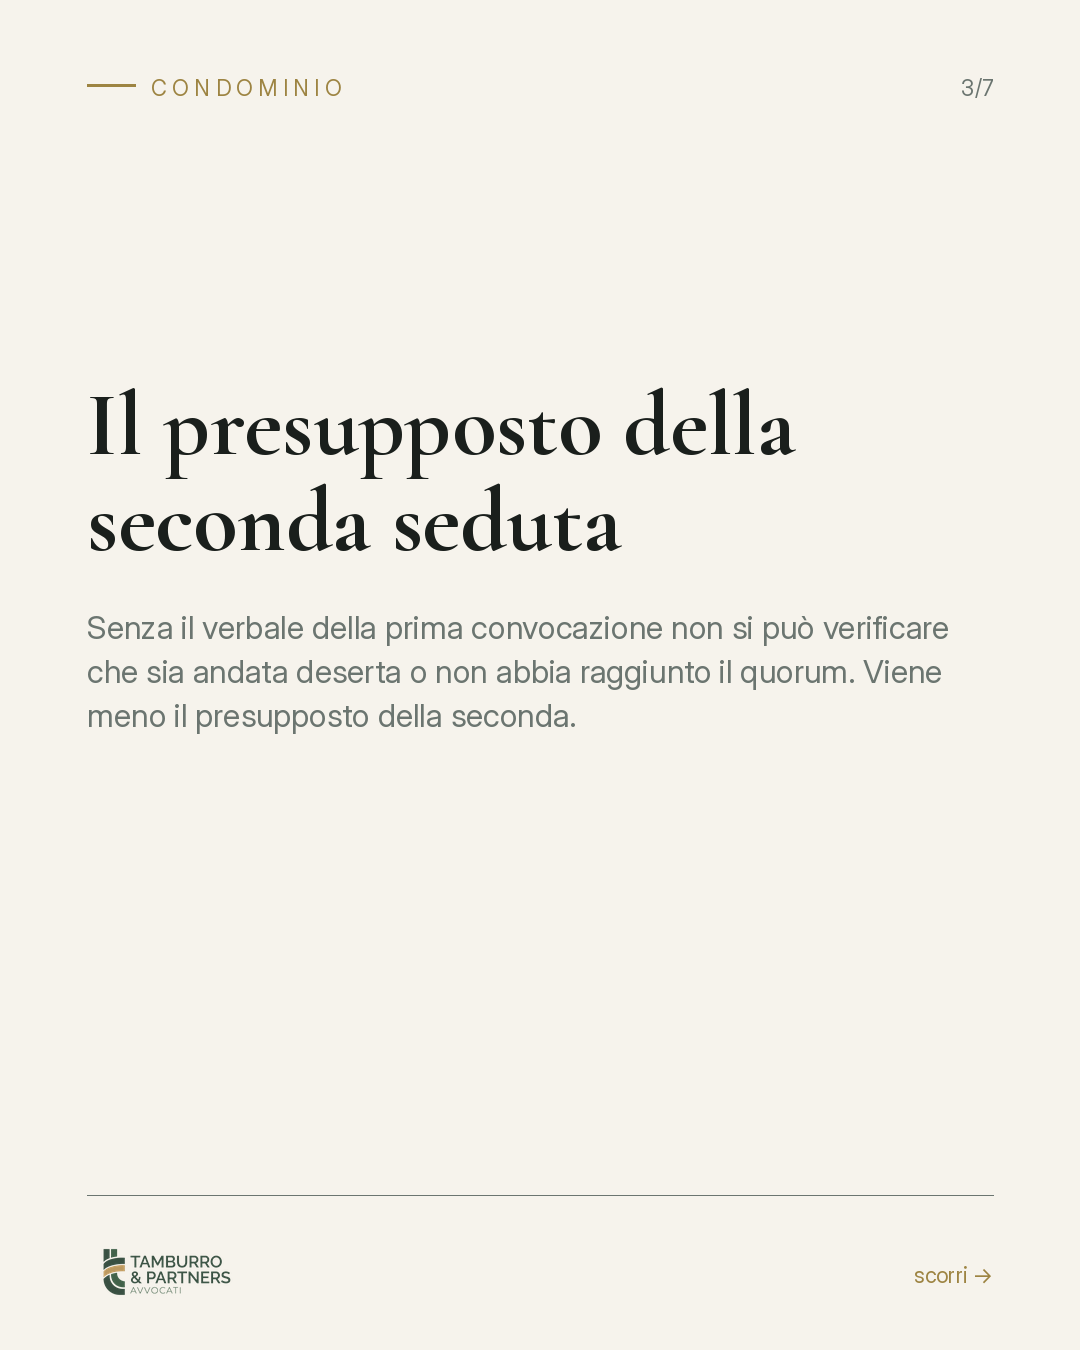 CONDOMINIO
3/7
Il presupposto della
seconda seduta
Senza il verbale della prima convocazione non si può verificare
che sia andata deserta o non abbia raggiunto il quorum. Viene
meno il presupposto della seconda.
TAMBURRO
& PARTNERS
AVVOCATI
scorri →